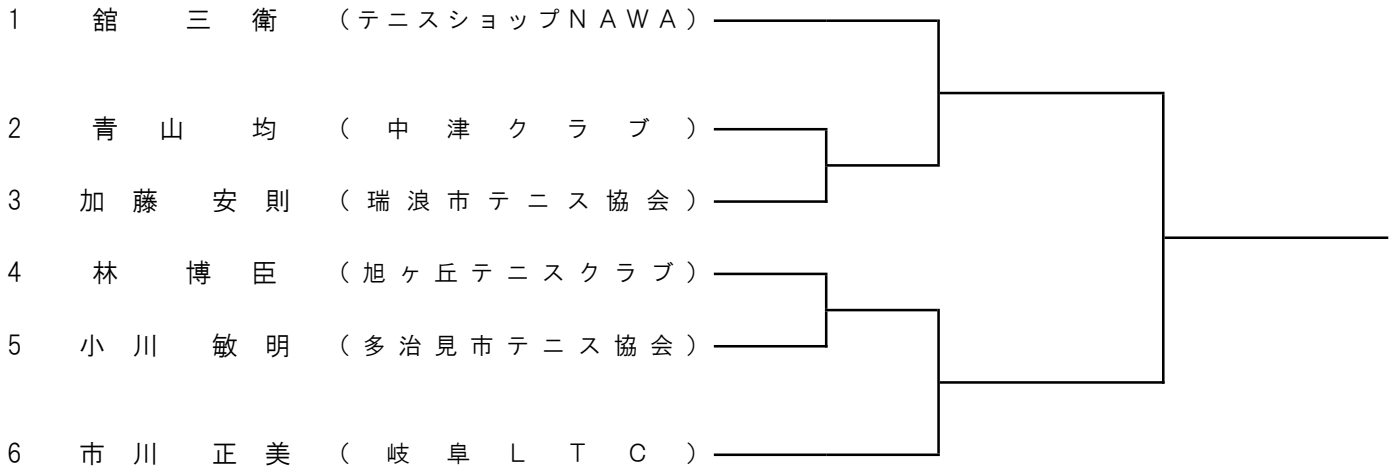 1 舘 三衛 (テニスショップNAWA)
2 青山 均 (中津クラブ)
3 加藤 安則 (瑞浪市テニス協会)
4 林 博臣 (旭ヶ丘テニスクラブ)
5 小川 敏明 (多治見市テニス協会)
6 市川 正美 (岐阜LTC)